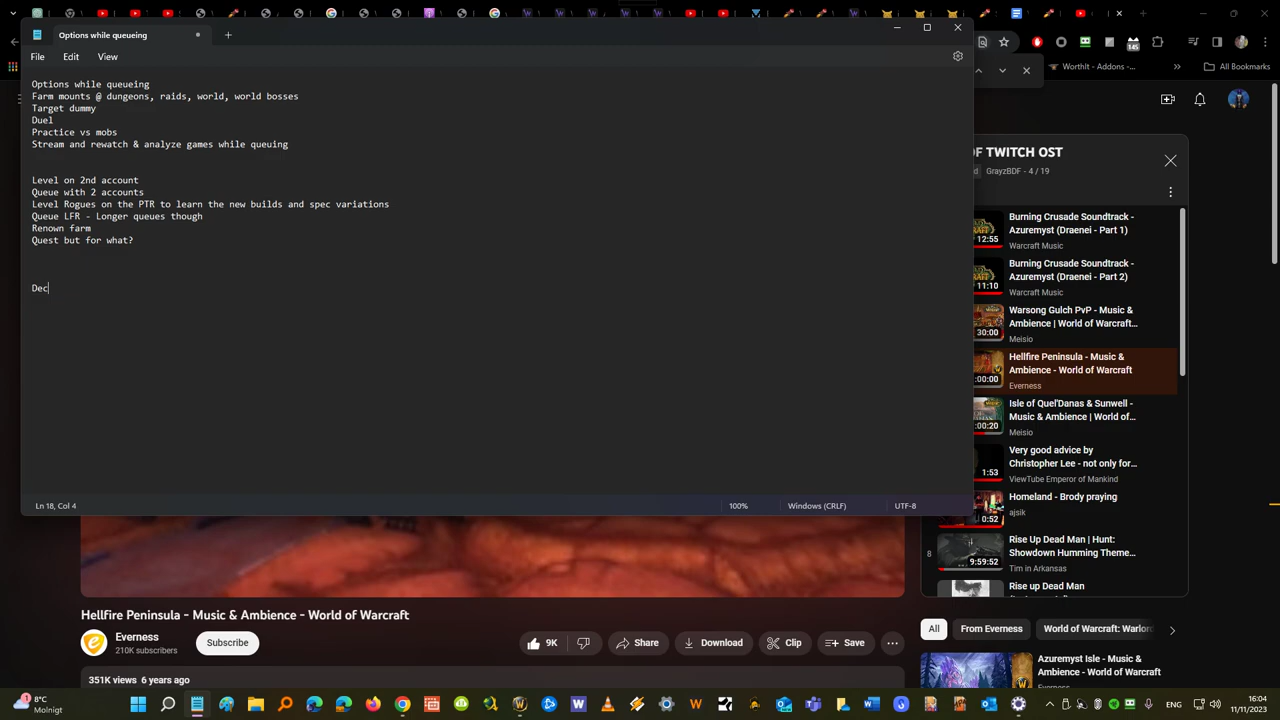 Options while queueing
File
Edit
View
Options while queueing
Farm mounts @ dungeons, raids, world, world bosses
Target dummy
Duel
Practice vs mobs
Stream and rewatch & analyze games while queuing
Level on 2nd account
Queue with 2 accounts
Level Rogues on the PTR to learn the new builds and spec variations
Queue LFR - Longer queues though
Renown farm
Quest but for what?
Dec
Ln 18, Col 4
100%
Windows (CRLF)
UTF-8
145
WorthIt - Addons -...
All Bookmarks
OF TWITCH OST
GrayzBDF - 4 / 19
12:55
Burning Crusade Soundtrack -
Azuremyst (Draenei - Part 1)
Warcraft Music
11:10
Burning Crusade Soundtrack -
Azuremyst (Draenei - Part 2)
Warcraft Music
30:00
Warsong Gulch PvP - Music &
Ambience | World of Warcraft...
Meisio
:00:00
Hellfire Peninsula - Music &
Ambience - World of Warcraft
Everness
:00:20
Isle of Quel'Danas & Sunwell -
Music & Ambience | World of...
Meisio
1:53
Very good advice by
Christopher Lee - not only for...
ViewTube Emperor of Mankind
0:52
Homeland - Brody praying
ajsik
8
9:59:52
Rise Up Dead Man | Hunt:
Showdown Humming Theme...
Tim in Arkansas
Rise up Dead Man
Hellfire Peninsula - Music & Ambience - World of Warcraft
Everness
210K subscribers
Subscribe
9K
Share
Download
Clip
Save
351K views 6 years ago
All
From Everness
World of Warcraft: Warlord
Azuremyst Isle - Music &
Ambience - World of Warcraft
1
8°C
Molnigt
ENG
16:04
11/11/2023